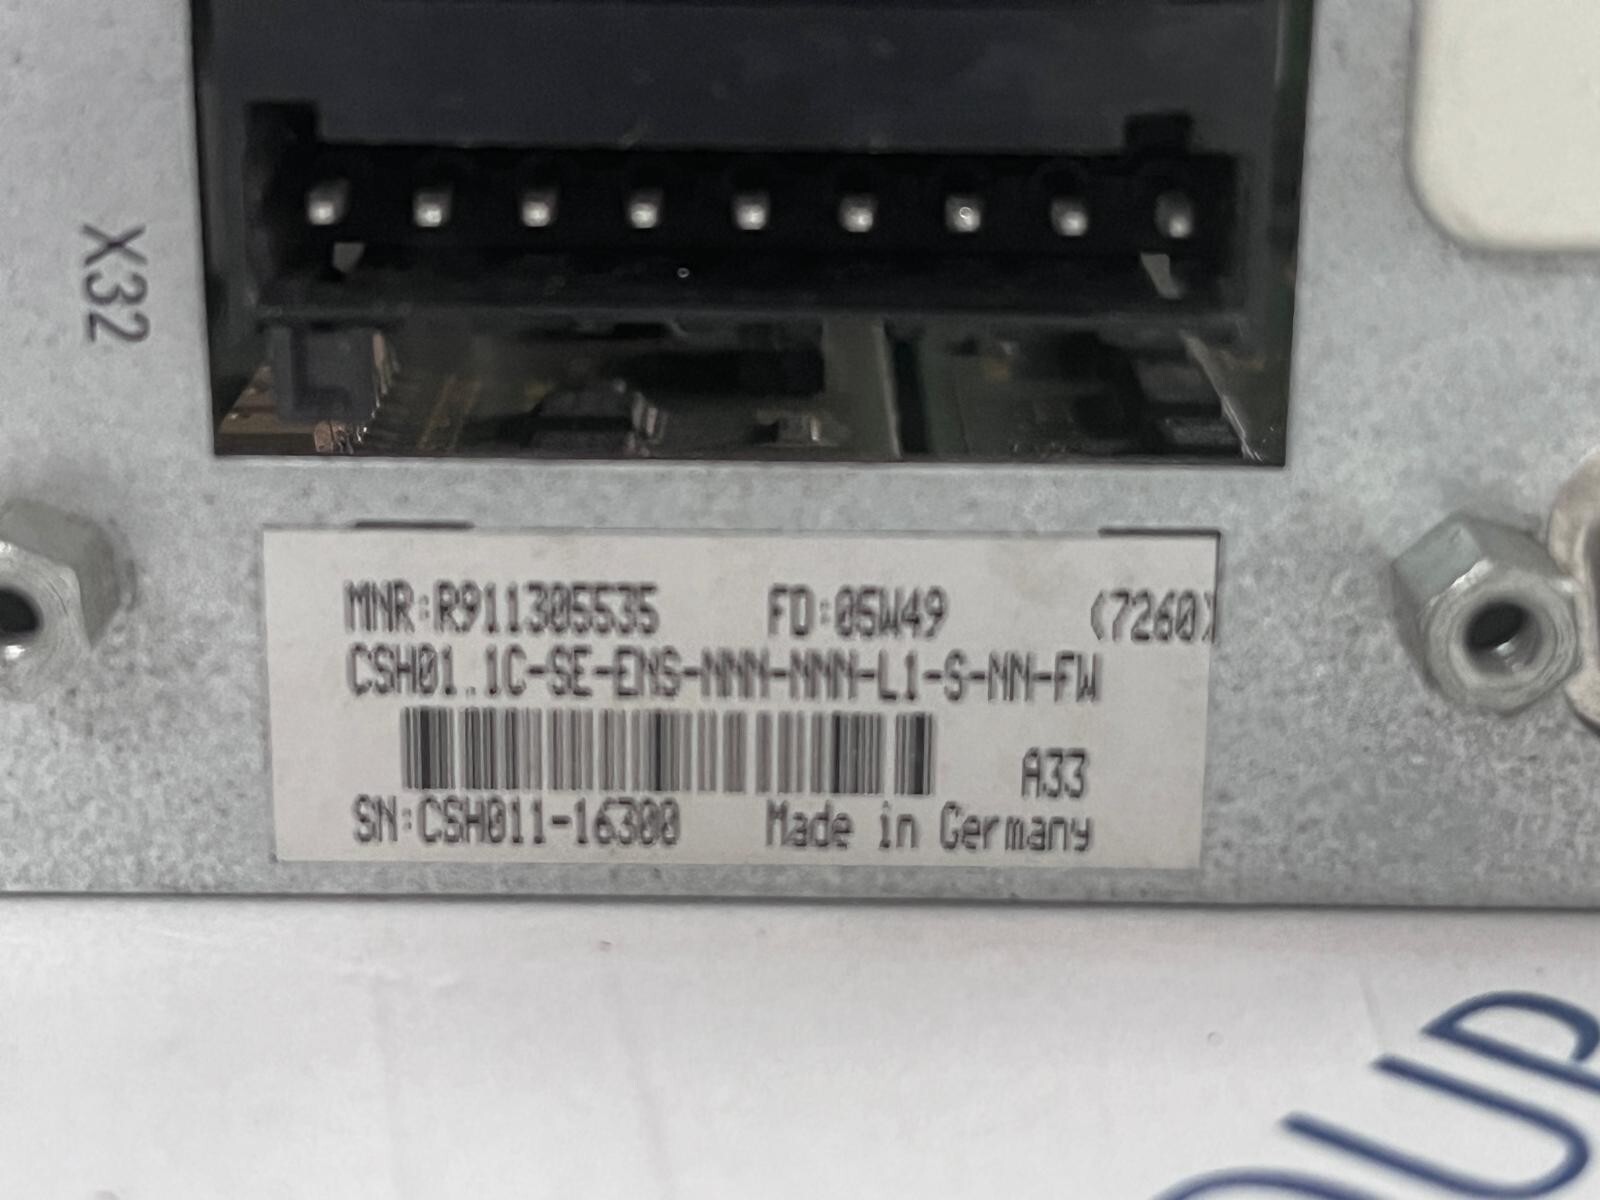 X32
MNR:R911305535 FD:05W49 (7260)
CSH01.1C-SE-ENS-NNN-NNN-L1-S-NN-FW
A33
SN:CSH011-16300 Made in Germany
OUP